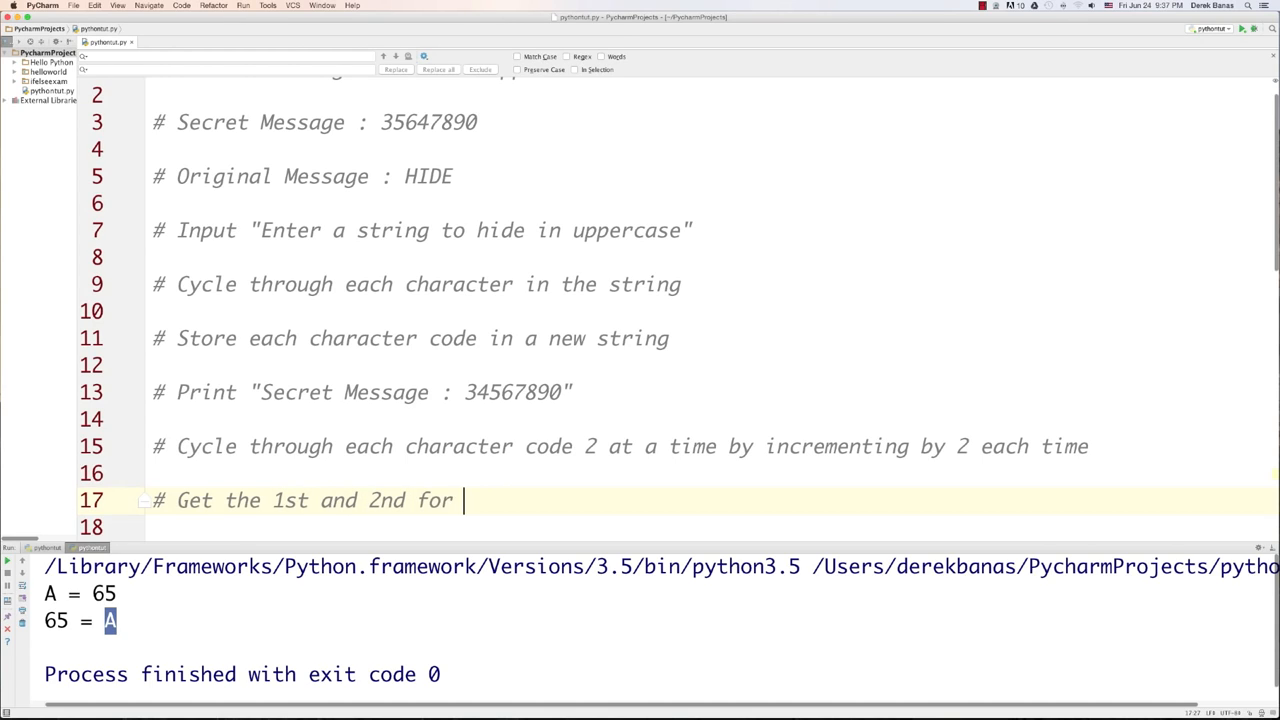 PyCharm File Edit View Navigate Code Refactor Run Tools VCS Window Help
10 Fri Jun 24 9:37 PM Derek Banas
pythontut.py - PycharmProjects - [~/PycharmProjects]
PycharmProjects pythontut.py
pythontut
pythontut.py
Match Case Regex Words
Replace Replace all Exclude Preserve Case In Selection
PycharmProject
Hello Python
helloworld
ifelseexam
pythontut.py
External Librarie
2
3 # Secret Message : 35647890
4
5 # Original Message : HIDE
6
7 # Input "Enter a string to hide in uppercase"
8
9 # Cycle through each character in the string
10
11 # Store each character code in a new string
12
13 # Print "Secret Message : 34567890"
14
15 # Cycle through each character code 2 at a time by incrementing by 2 each time
16
17 # Get the 1st and 2nd for
18
Run: pythontut pythontut
/Library/Frameworks/Python.framework/Versions/3.5/bin/python3.5 /Users/derekbanas/PycharmProjects/pytho
A = 65
65 = A
Process finished with exit code 0
17:27 LF÷ UTF-8÷